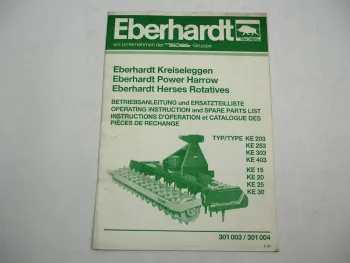 Eberhardt
ein Unternehmen der -Gruppe
Eberhardt Kreiseleggen
Eberhardt Power Harrow
Eberhardt Herses Rotatives
BETRIEBSANLEITUNG und ERSATZTEILLISTE
OPERATING INSTRUCTION and SPARE PARTS LIST
INSTRUCTIONS D'OPERATION et CATALOGUE DES
PIÈCES DE RECHANGE
TYP/TYPE KE 203
KE 253
KE 303
KE 403
KE 15
KE 20
KE 25
KE 30
301 003 / 301 004